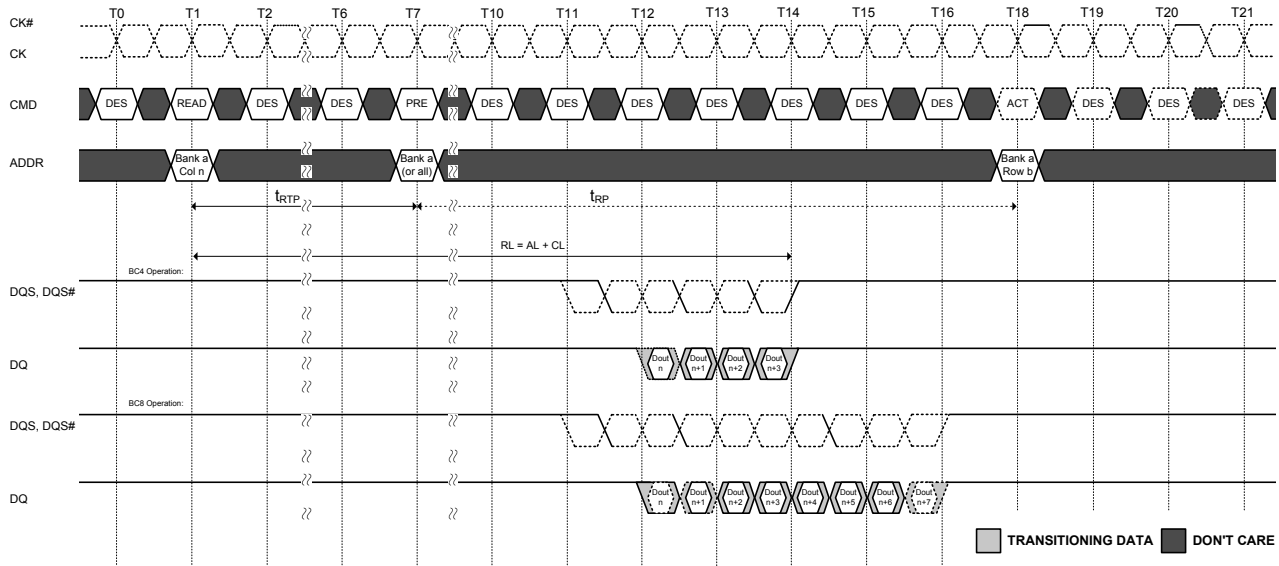 T0 T1 T2 T6 T7 T10 T11 T12 T13 T14 T15 T16 T18 T19 T20 T21
CK#
CK
CMD DES READ DES DES PRE DES DES DES DES DES DES DES ACT DES DES DES
ADDR
Bank a
Col n
Bank a
(or all)
Bank a
Row b
tRTP tRP
RL = AL + CL
BC4 Operation:
DQS, DQS#
DQ
Dout
n
Dout
n+1
Dout
n+2
Dout
n+3
BC8 Operation:
DQS, DQS#
DQ
Dout
n
Dout
n+1
Dout
n+2
Dout
n+3
Dout
n+4
Dout
n+5
Dout
n+6
Dout
n+7
TRANSITIONING DATA DON'T CARE